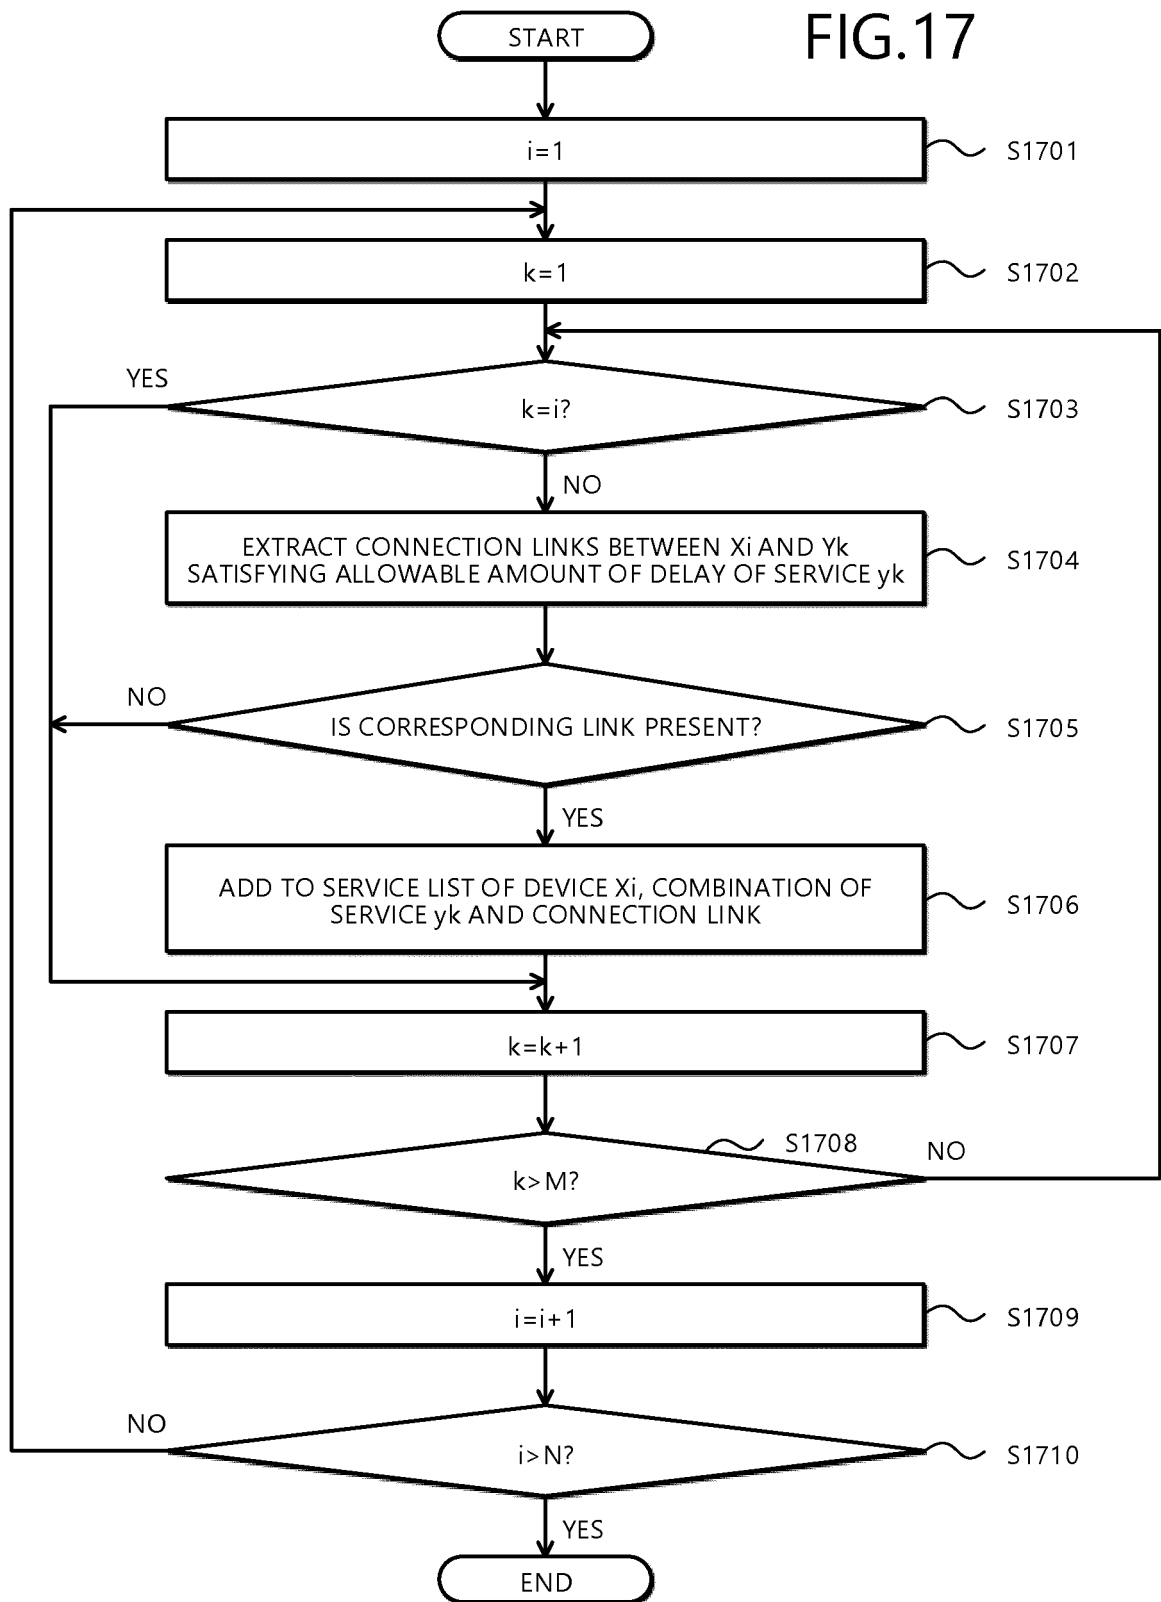 FIG.17
START
i=1
S1701
k=1
S1702
YES
k=i?
S1703
NO
EXTRACT CONNECTION LINKS BETWEEN Xi AND Yk
SATISFYING ALLOWABLE AMOUNT OF DELAY OF SERVICE yk
S1704
NO
IS CORRESPONDING LINK PRESENT?
S1705
YES
ADD TO SERVICE LIST OF DEVICE Xi, COMBINATION OF
SERVICE yk AND CONNECTION LINK
S1706
k=k+1
S1707
S1708
NO
k>M?
YES
i=i+1
S1709
NO
i>N?
S1710
YES
END